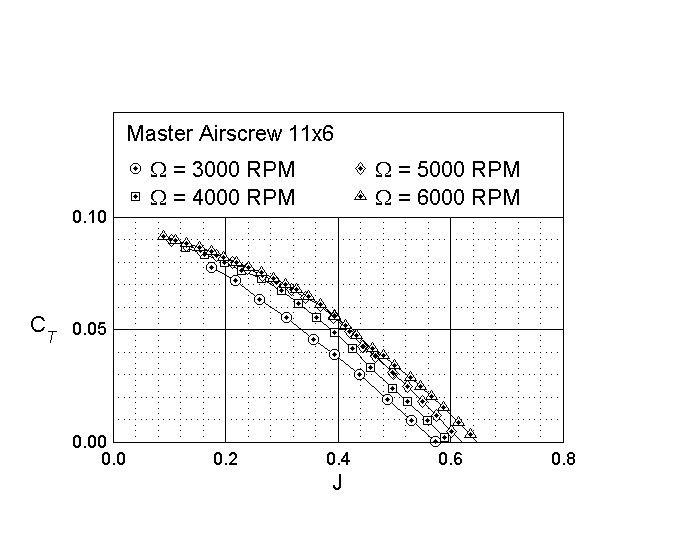 Master Airscrew 11x6
Ω = 3000 RPM Ω = 5000 RPM
Ω = 4000 RPM Ω = 6000 RPM
0.10
0.05
C_T
0.00
0.0 0.2 0.4 0.6 0.8
J